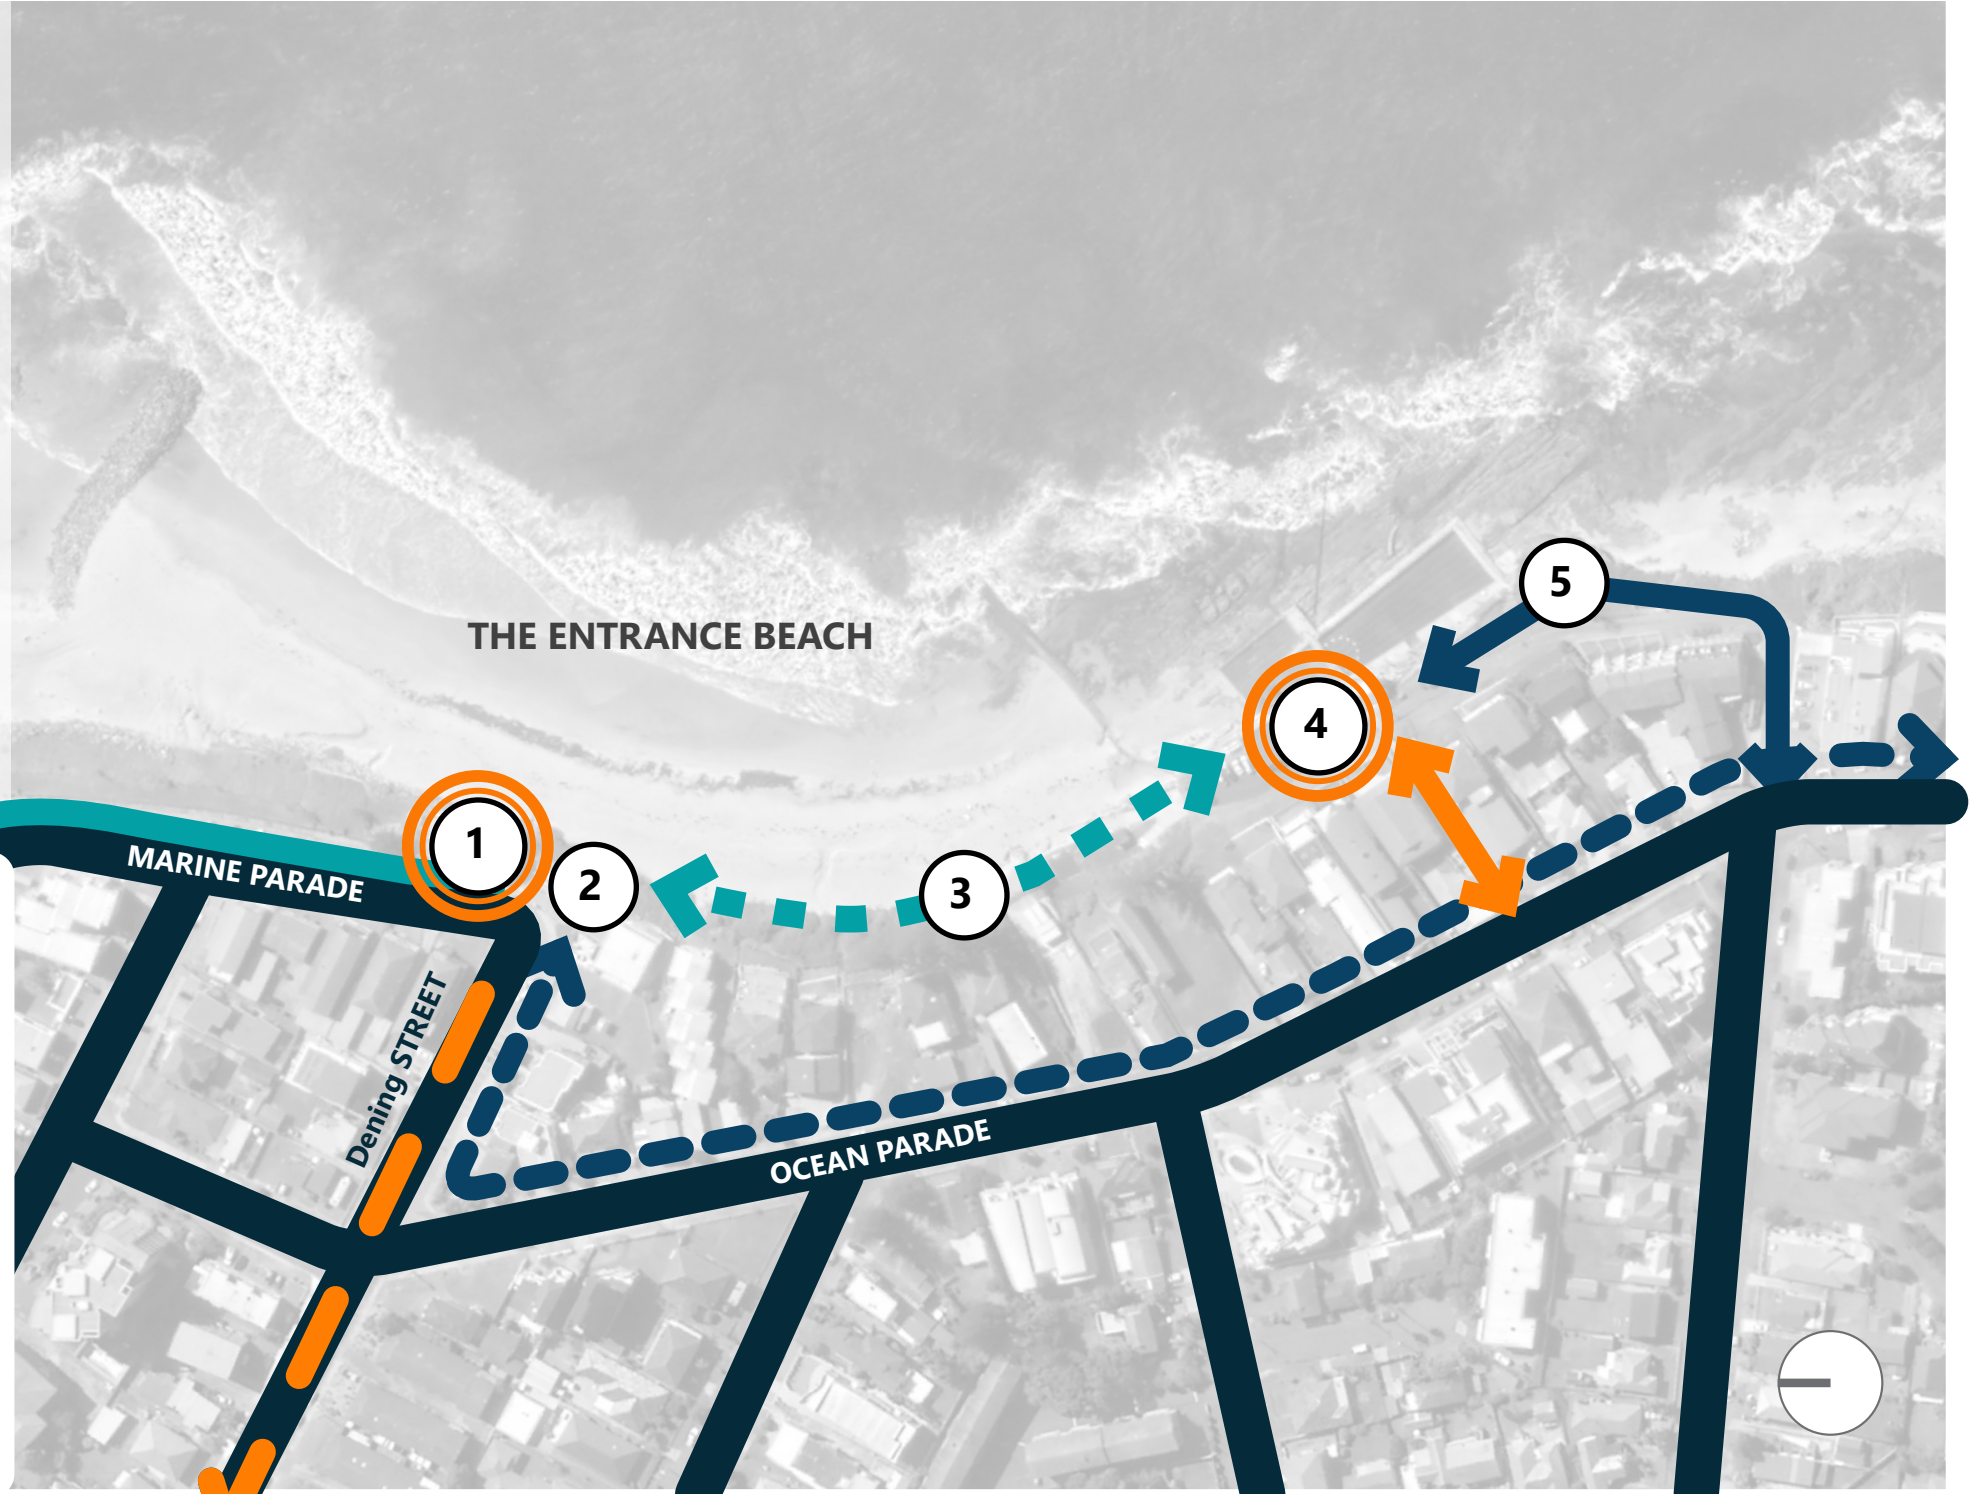 5
THE ENTRANCE BEACH
4
1
MARINE PARADE
2
3
Dening STREET
OCEAN PARADE